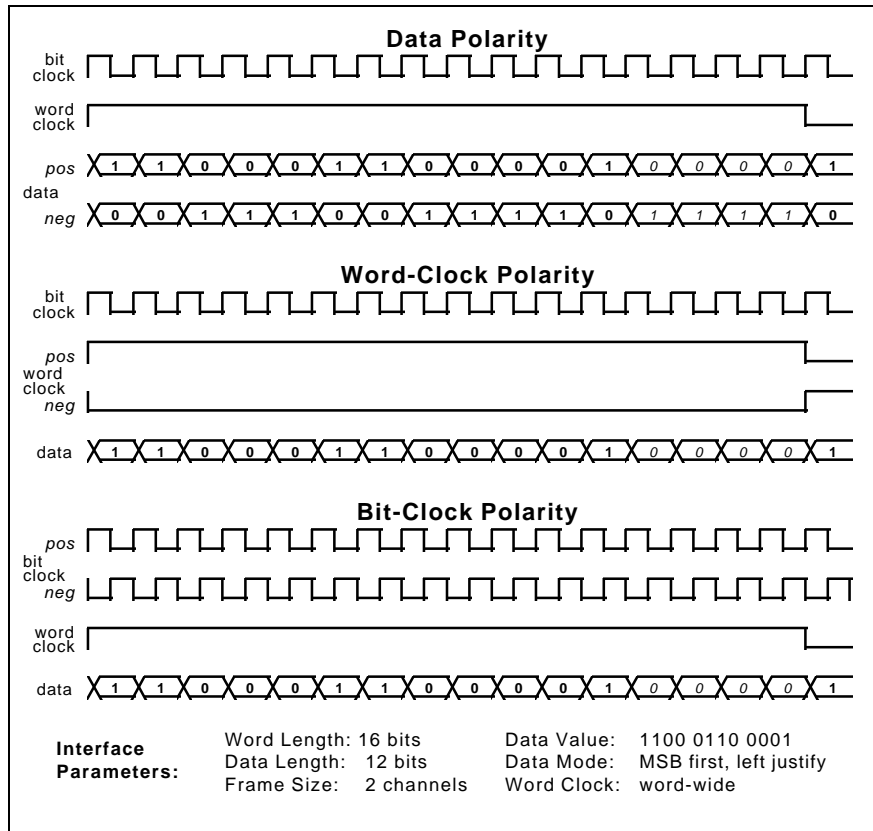 Data Polarity
bit
clock
word
clock
pos 1 1 0 0 0 1 1 0 0 0 0 1 0 0 0 0 1
data
neg 0 0 1 1 1 0 0 1 1 1 1 0 1 1 1 1 0
Word-Clock Polarity
bit
clock
pos
word
clock
neg
data 1 1 0 0 0 1 1 0 0 0 0 1 0 0 0 0 1
Bit-Clock Polarity
pos
bit
clock
neg
word
clock
data 1 1 0 0 0 1 1 0 0 0 0 1 0 0 0 0 1
Interface
Parameters:
Word Length: 16 bits
Data Length: 12 bits
Frame Size: 2 channels
Data Value: 1100 0110 0001
Data Mode: MSB first, left justify
Word Clock: word-wide